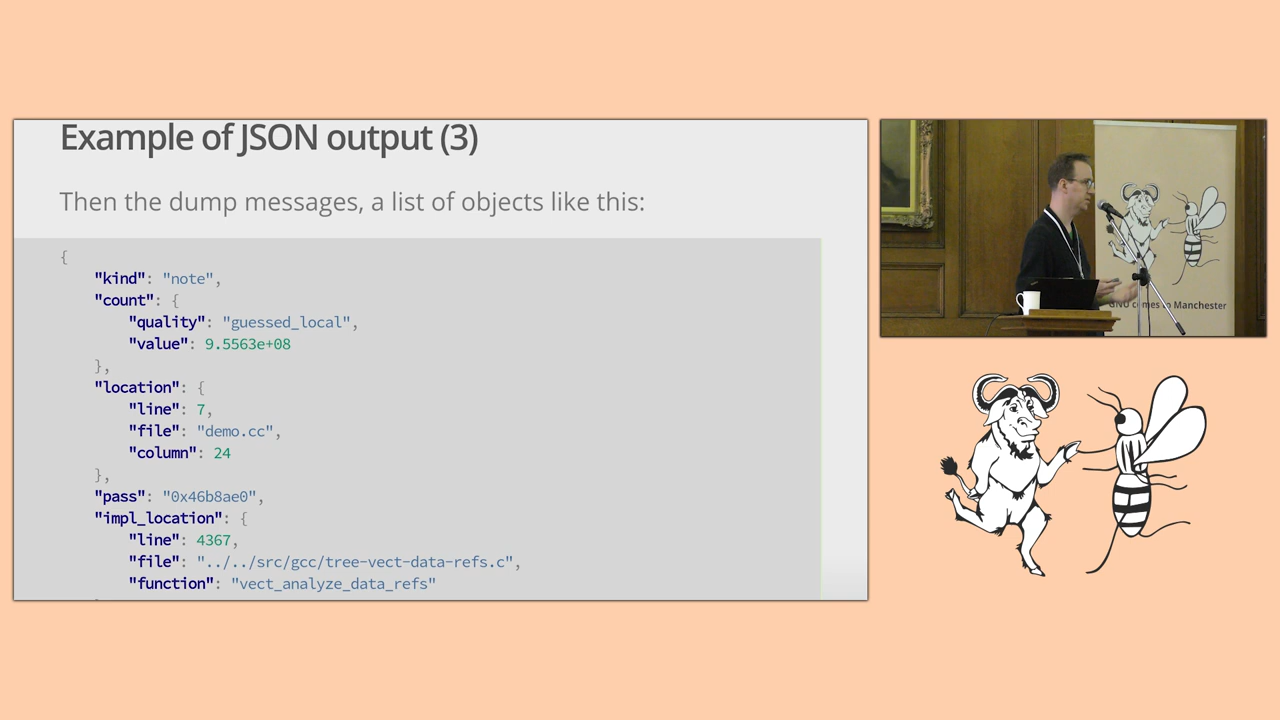 Example of JSON output (3)
Then the dump messages, a list of objects like this:
{
"kind": "note",
"count": {
"quality": "guessed_local",
"value": 9.5563e+08
},
"location": {
"line": 7,
"file": "demo.cc",
"column": 24
},
"pass": "0x46b8ae0",
"impl_location": {
"line": 4367,
"file": "../../src/gcc/tree-vect-data-refs.c",
"function": "vect_analyze_data_refs"
GNU comes to Manchester